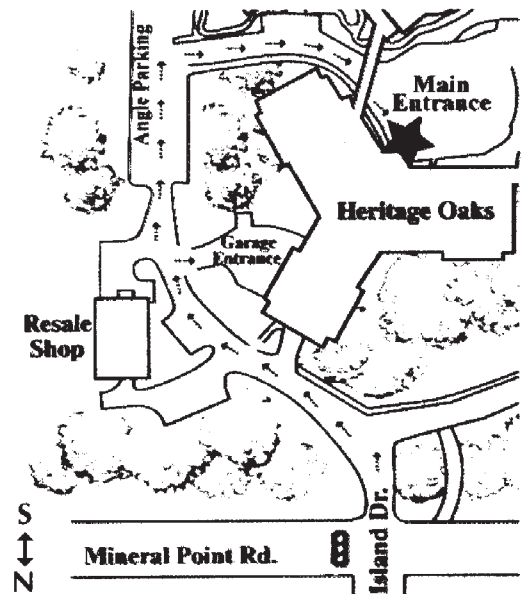 Angle Parking
Main
Entrance
Heritage Oaks
Garage
Entrance
Resale
Shop
S
N
Mineral Point Rd.
Island Dr.